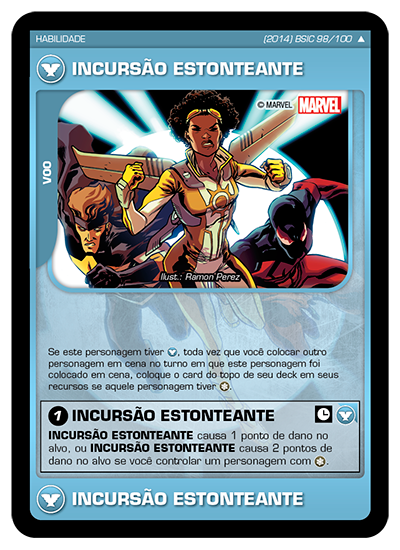 HABILIDADE
(2014) BSIC 98/100 ▲
INCURSÃO ESTONTEANTE
© MARVEL MARVEL
VOO
Ilust.: Ramon Perez
Se este personagem tiver , toda vez que você colocar outro
personagem em cena no turno em que este personagem foi
colocado em cena, coloque o card do topo de seu deck em seus
recursos se aquele personagem tiver .
1 INCURSÃO ESTONTEANTE
INCURSÃO ESTONTEANTE causa 1 ponto de dano no
alvo, ou INCURSÃO ESTONTEANTE causa 2 pontos de
dano no alvo se você controlar um personagem com .
INCURSÃO ESTONTEANTE